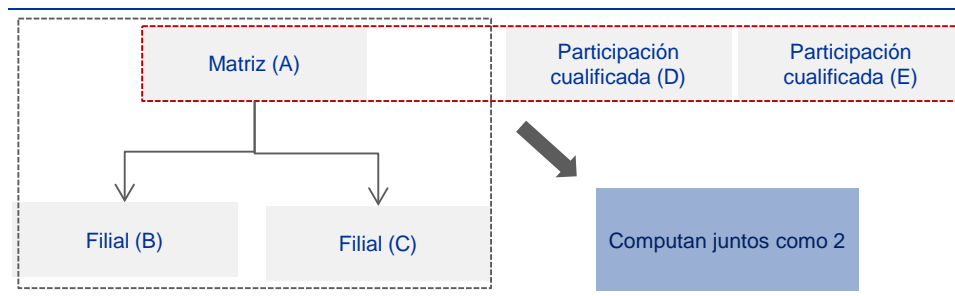 Matriz (A)
Participación
cualificada (D)
Participación
cualificada (E)
Filial (B)
Filial (C)
Computan juntos como 2